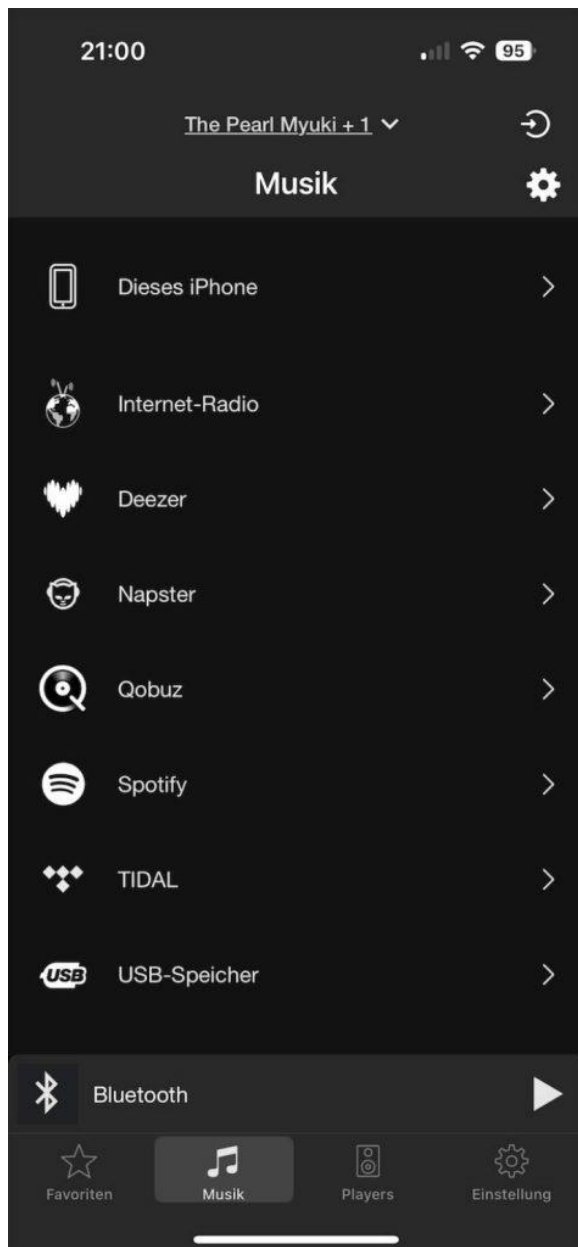 21:00
95
The Pearl Myuki + 1
Musik
Dieses iPhone
Internet-Radio
Deezer
Napster
Qobuz
Spotify
TIDAL
USB
USB-Speicher
Bluetooth
Favoriten
Musik
Players
Einstellung